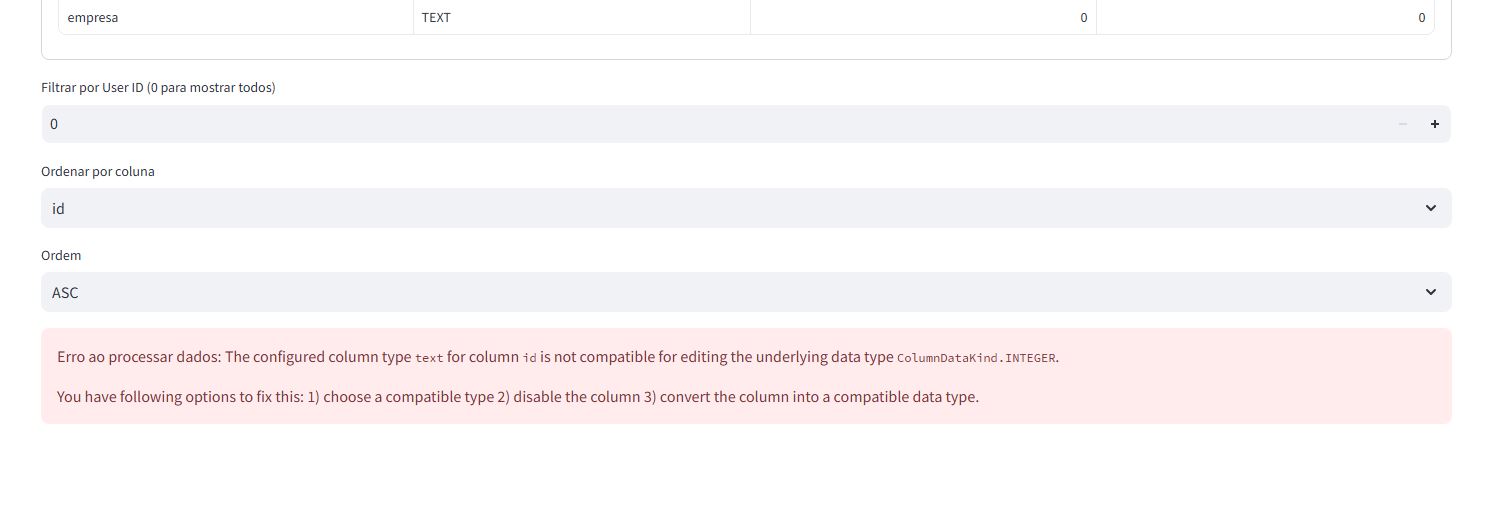 empresa TEXT 0 0
Filtrar por User ID (0 para mostrar todos)
0 − +
Ordenar por coluna
id
Ordem
ASC
Erro ao processar dados: The configured column type text for column id is not compatible for editing the underlying data type ColumnDataKind.INTEGER.
You have following options to fix this: 1) choose a compatible type 2) disable the column 3) convert the column into a compatible data type.